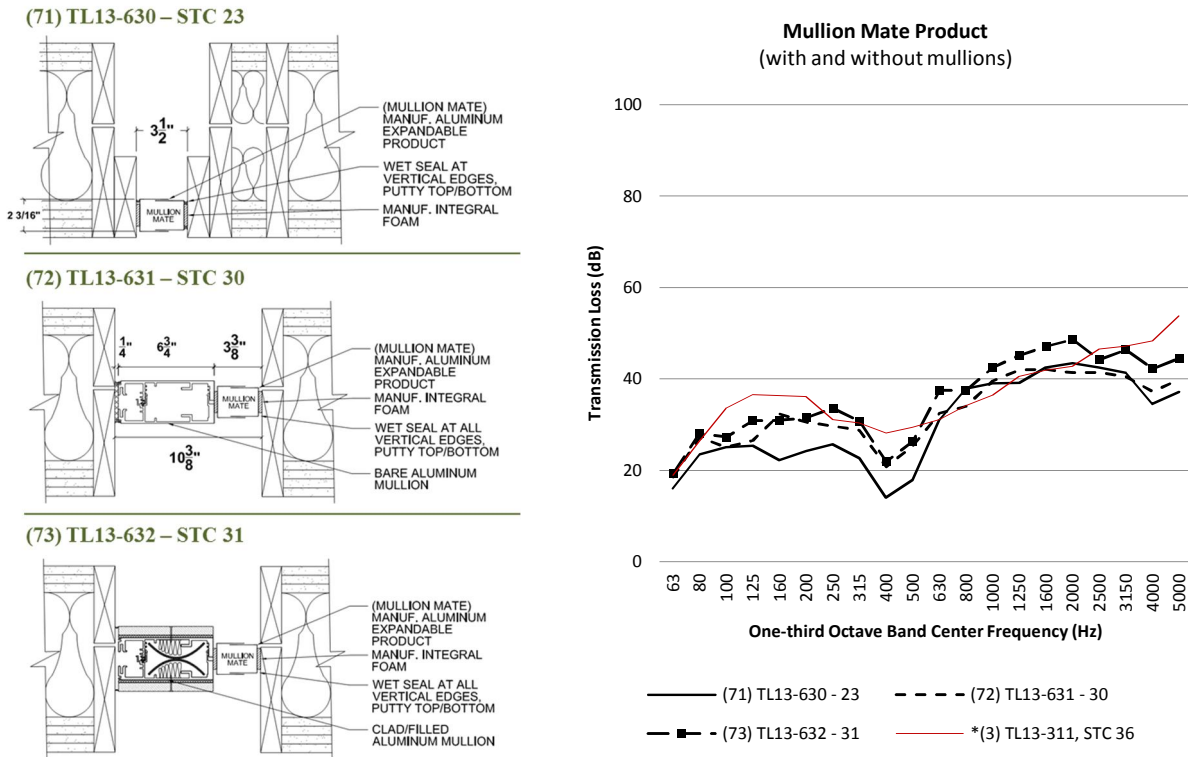 (71) TL13-630 – STC 23
3 1/2"
2 3/16"
MULLION
MATE
(MULLION MATE)
MANUF. ALUMINUM
EXPANDABLE
PRODUCT
WET SEAL AT
VERTICAL EDGES,
PUTTY TOP/BOTTOM
MANUF. INTEGRAL
FOAM
(72) TL13-631 – STC 30
1/4"
6 3/4"
3 3/8"
10 3/8"
MULLION
MATE
(MULLION MATE)
MANUF. ALUMINUM
EXPANDABLE
PRODUCT
MANUF. INTEGRAL
FOAM
WET SEAL AT ALL
VERTICAL EDGES,
PUTTY TOP/BOTTOM
BARE ALUMINUM
MULLION
(73) TL13-632 – STC 31
MULLION
MATE
(MULLION MATE)
MANUF. ALUMINUM
EXPANDABLE
PRODUCT
MANUF. INTEGRAL
FOAM
WET SEAL AT ALL
VERTICAL EDGES,
PUTTY TOP/BOTTOM
CLAD/FILLED
ALUMINUM MULLION
Mullion Mate Product
(with and without mullions)
Transmission Loss (dB)
100
80
60
40
20
0
63 80 100 125 160 200 250 315 400 500 630 800 1000 1250 1600 2000 2500 3150 4000 5000
One-third Octave Band Center Frequency (Hz)
(71) TL13-630 - 23
(72) TL13-631 - 30
(73) TL13-632 - 31
*(3) TL13-311, STC 36